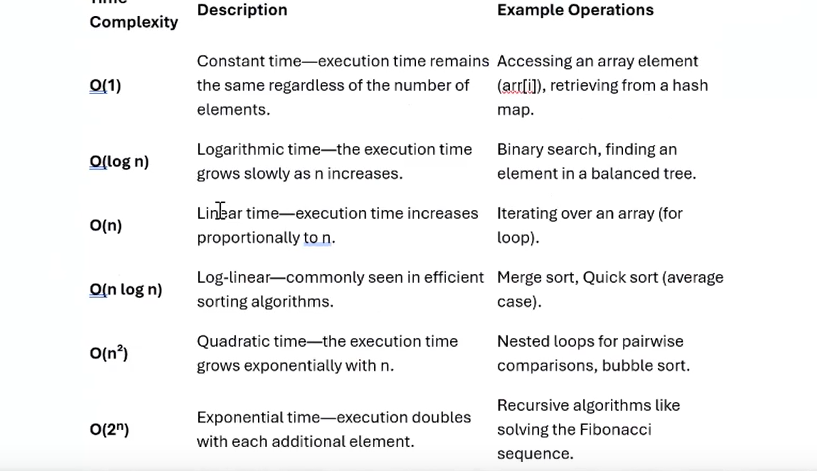 Time
Complexity
Description
Example Operations
O(1)
Constant time—execution time remains
the same regardless of the number of
elements.
Accessing an array element
(arr[i]), retrieving from a hash
map.
O(log n)
Logarithmic time—the execution time
grows slowly as n increases.
Binary search, finding an
element in a balanced tree.
O(n)
Linear time—execution time increases
proportionally to n.
Iterating over an array (for
loop).
O(n log n)
Log-linear—commonly seen in efficient
sorting algorithms.
Merge sort, Quick sort (average
case).
O(n²)
Quadratic time—the execution time
grows exponentially with n.
Nested loops for pairwise
comparisons, bubble sort.
O(2ⁿ)
Exponential time—execution doubles
with each additional element.
Recursive algorithms like
solving the Fibonacci
sequence.